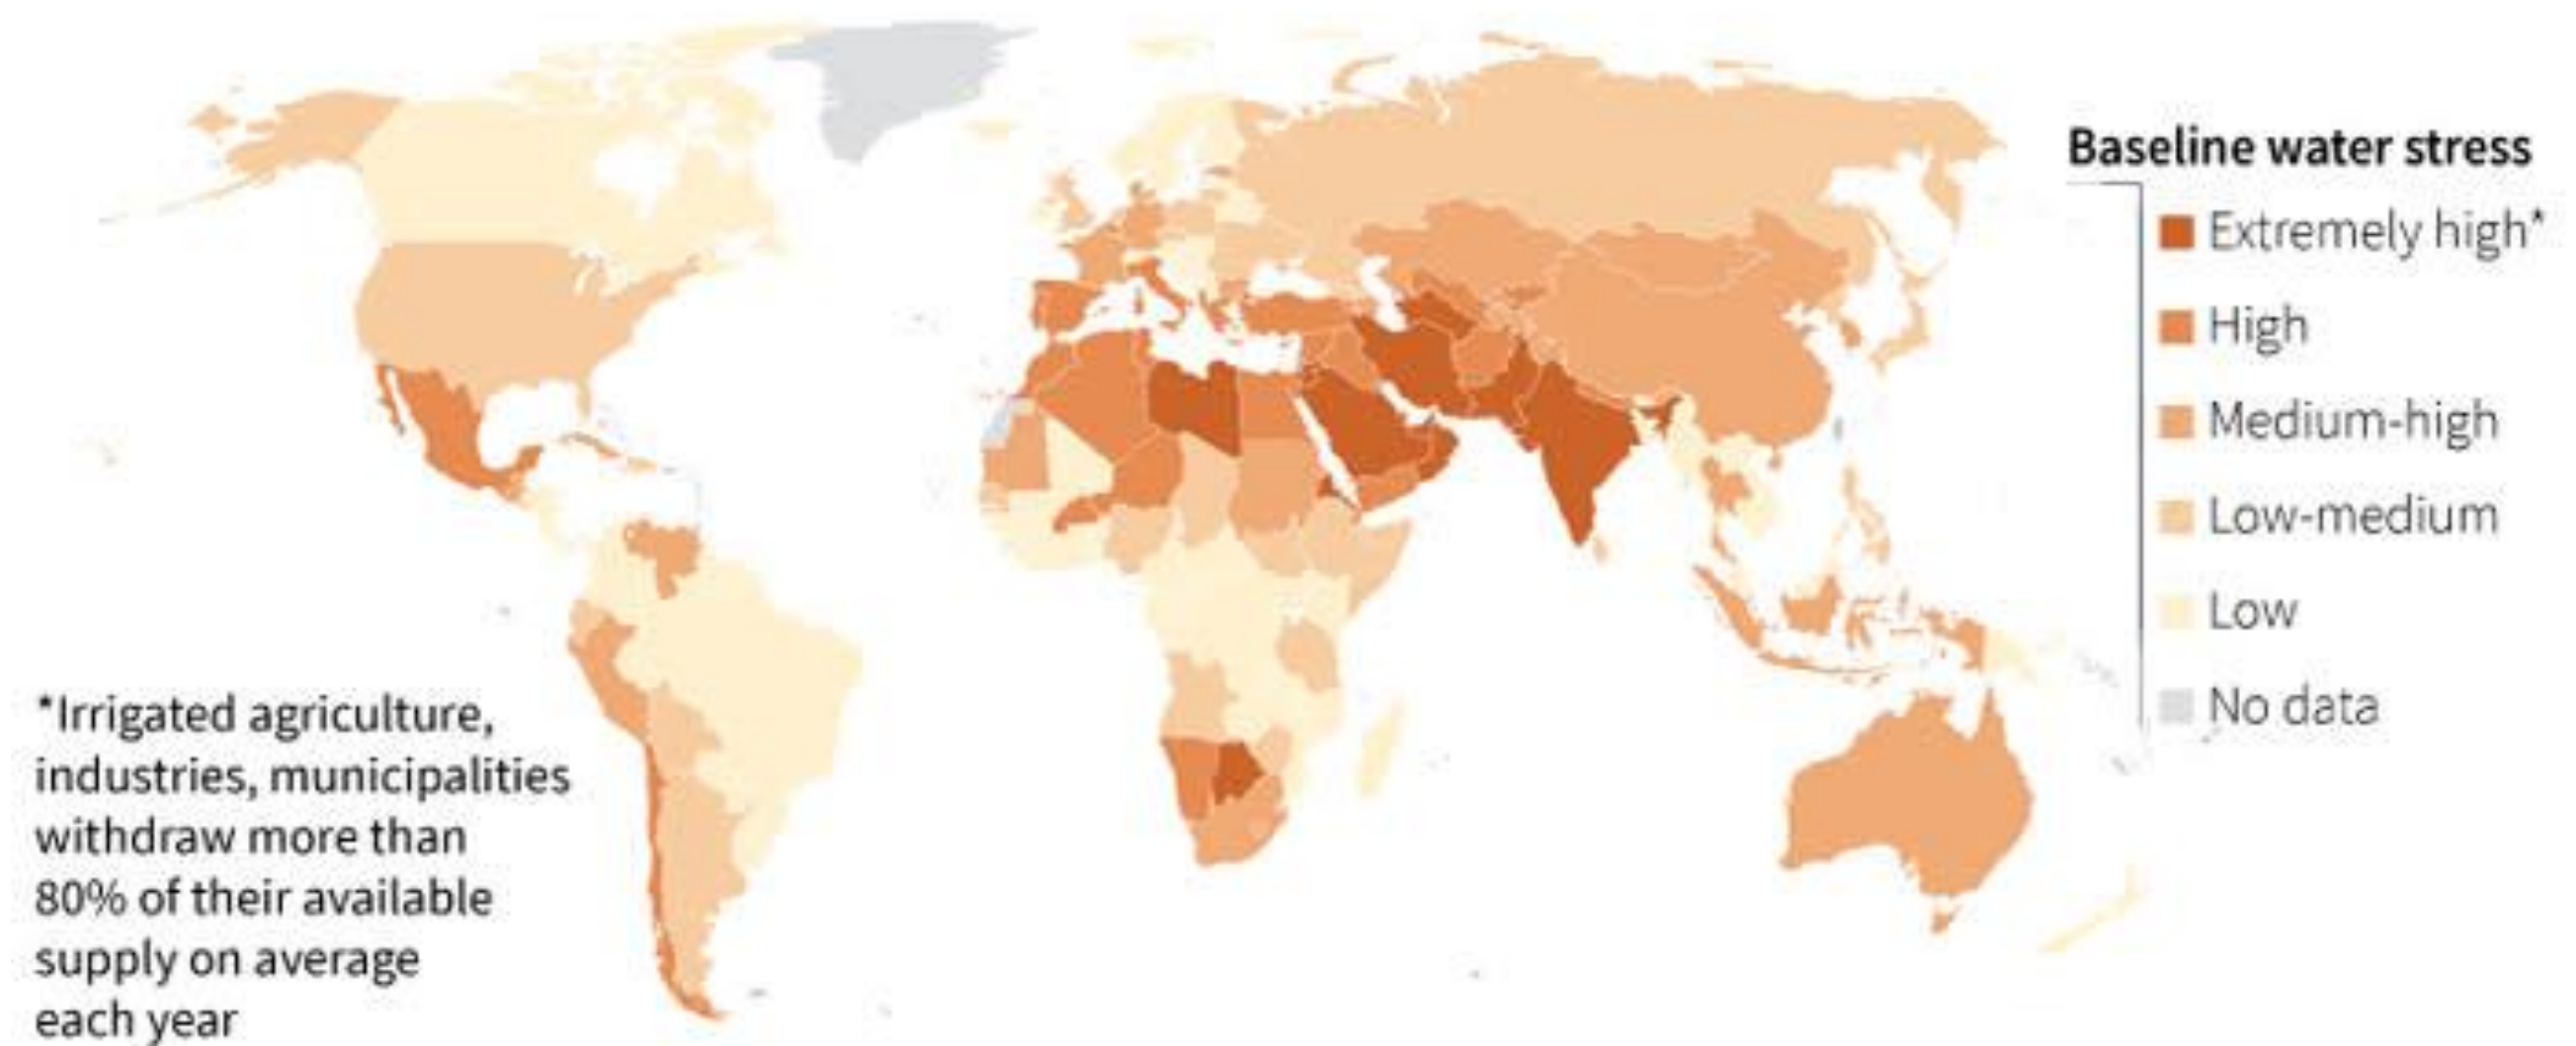 Baseline water stress
Extremely high*
High
Medium-high
Low-medium
Low
No data
*Irrigated agriculture,
industries, municipalities
withdraw more than
80% of their available
supply on average
each year